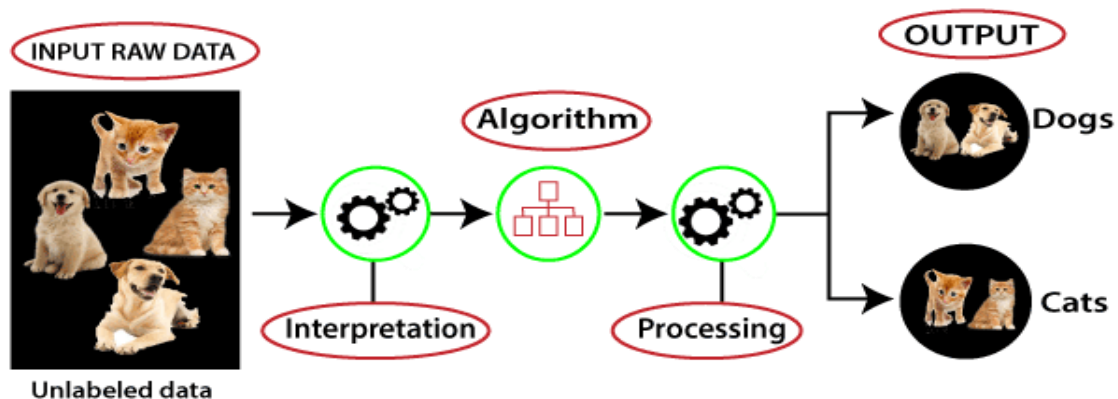 INPUT RAW DATA
Unlabeled data
Interpretation
Algorithm
Processing
OUTPUT
Dogs
Cats